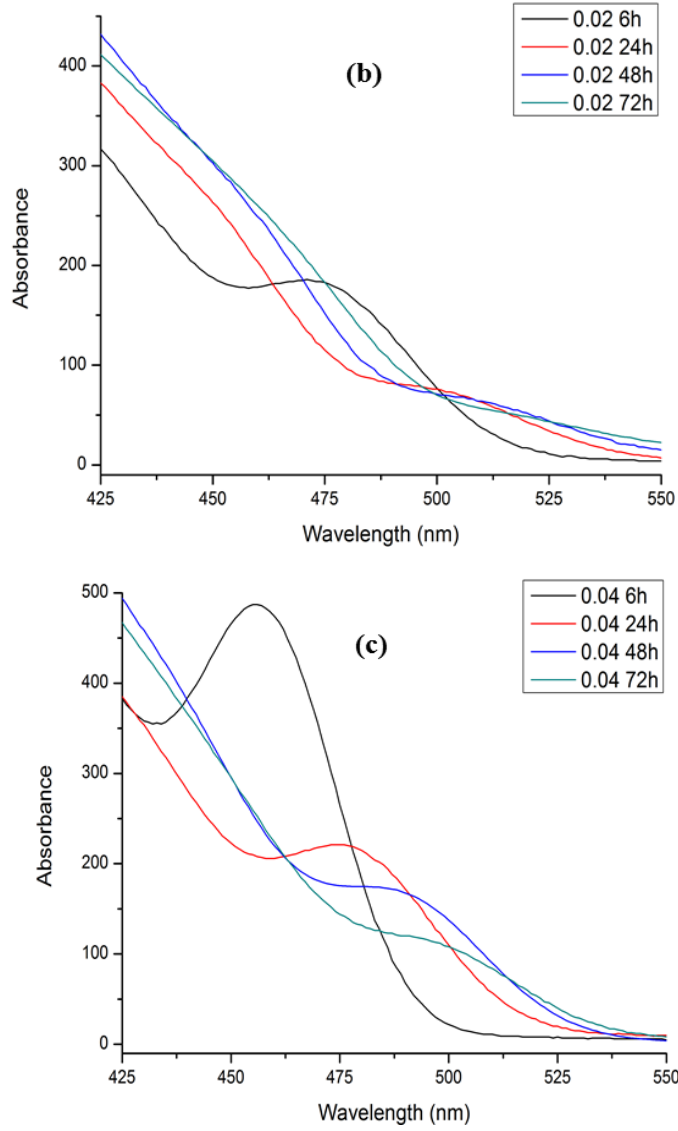 (b)
0.02 6h
0.02 24h
0.02 48h
0.02 72h
400
300
200
100
0
Absorbance
425 450 475 500 525 550
Wavelength (nm)
(c)
0.04 6h
0.04 24h
0.04 48h
0.04 72h
500
400
300
200
100
0
Absorbance
425 450 475 500 525 550
Wavelength (nm)